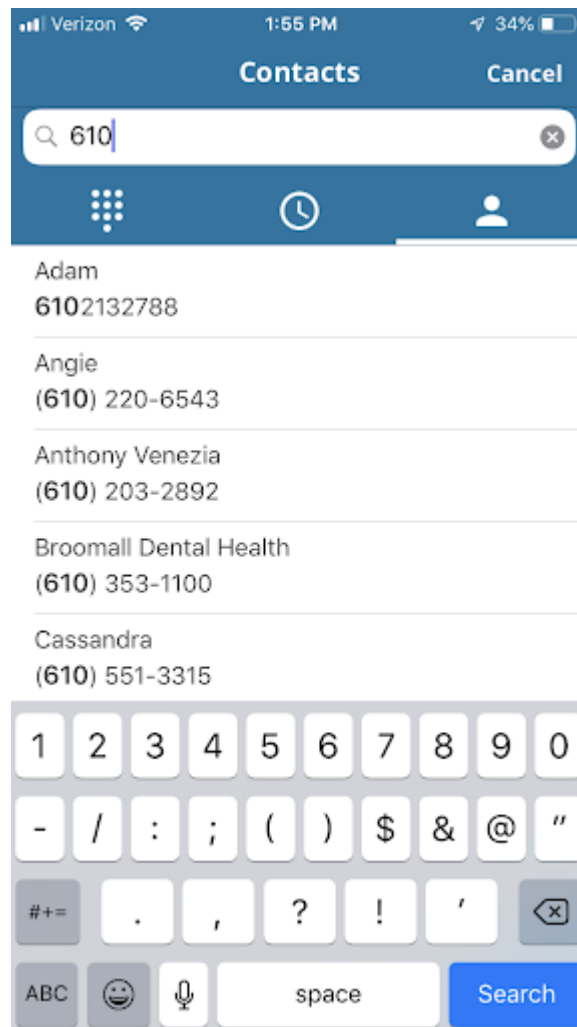 Verizon 1:55 PM 34%
Contacts Cancel
610
Adam
6102132788
Angie
(610) 220-6543
Anthony Venezia
(610) 203-2892
Broomall Dental Health
(610) 353-1100
Cassandra
(610) 551-3315
1 2 3 4 5 6 7 8 9 0
- / : ; ( ) $ & @ "
#+= . , ? ! '
ABC space Search